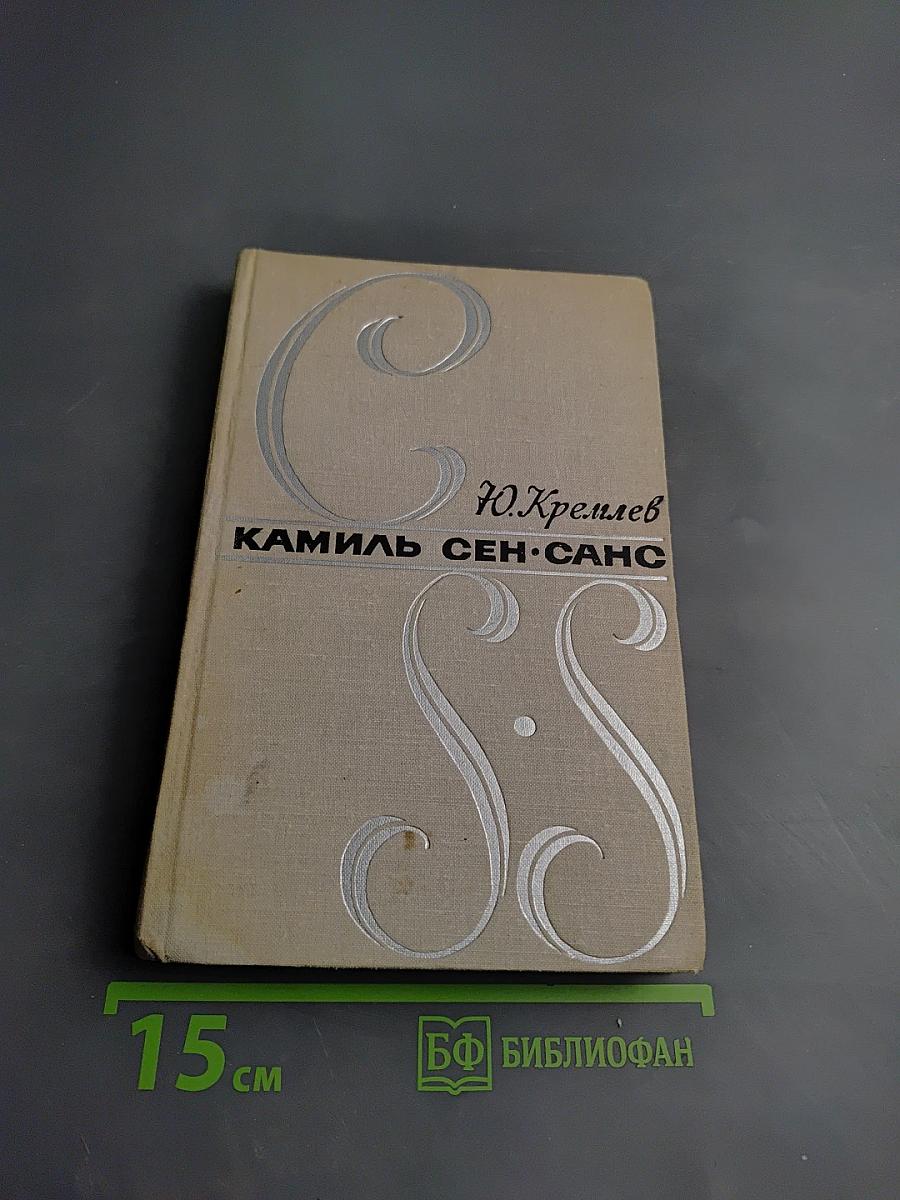 C
Ю. Кремлев
КАМИЛЬ СЕН·САНС
S·S
15 см
БФ БИБЛИОФАН